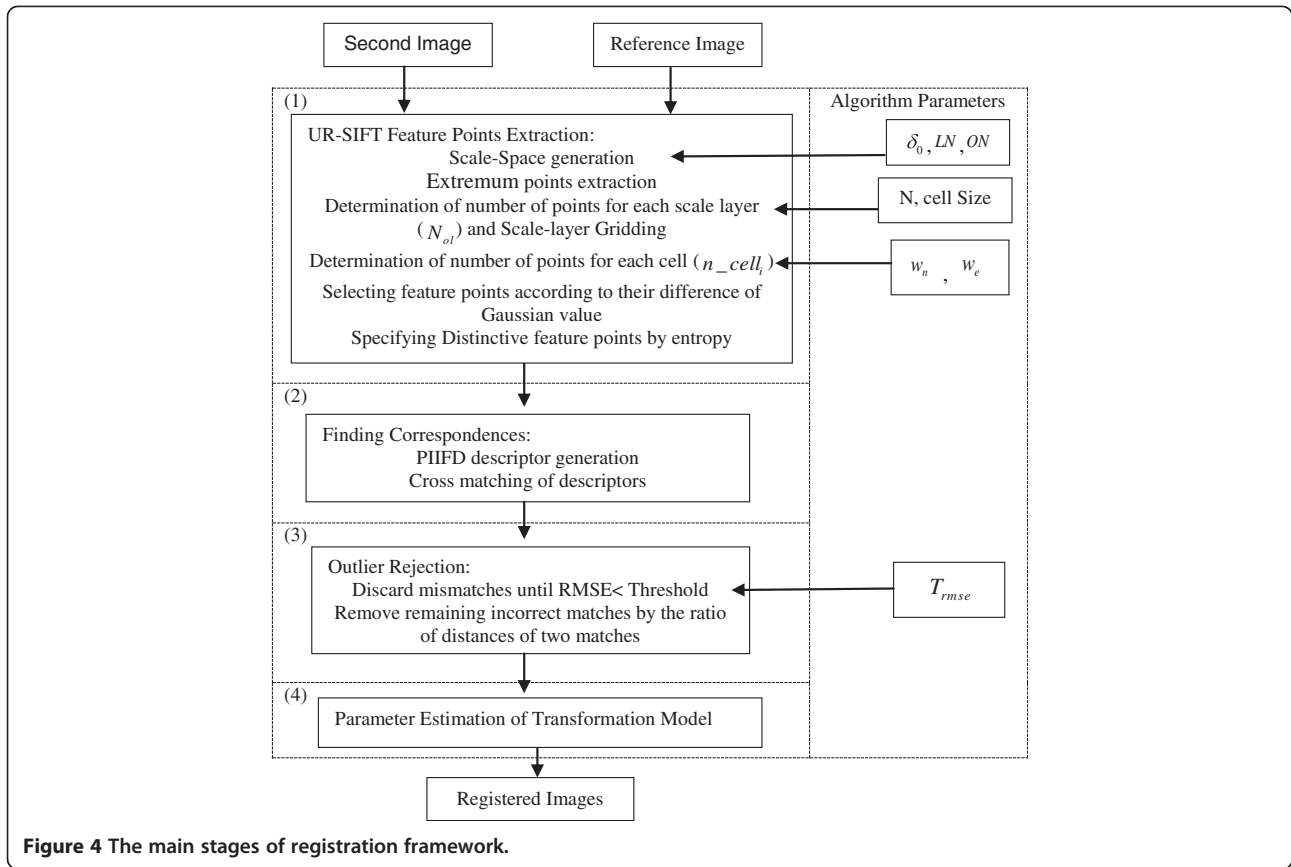 Second Image
Reference Image
(1)
Algorithm Parameters
UR-SIFT Feature Points Extraction:
Scale-Space generation
δ₀, LN, ON
Extremum points extraction
Determination of number of points for each scale layer
N, cell Size
(N_ol) and Scale-layer Gridding
Determination of number of points for each cell (n_cell_i)
w_n , w_e
Selecting feature points according to their difference of
Gaussian value
Specifying Distinctive feature points by entropy
(2)
Finding Correspondences:
PIIFD descriptor generation
Cross matching of descriptors
(3)
Outlier Rejection:
Discard mismatches until RMSE< Threshold
T_rmse
Remove remaining incorrect matches by the ratio
of distances of two matches
(4)
Parameter Estimation of Transformation Model
Registered Images
Figure 4 The main stages of registration framework.